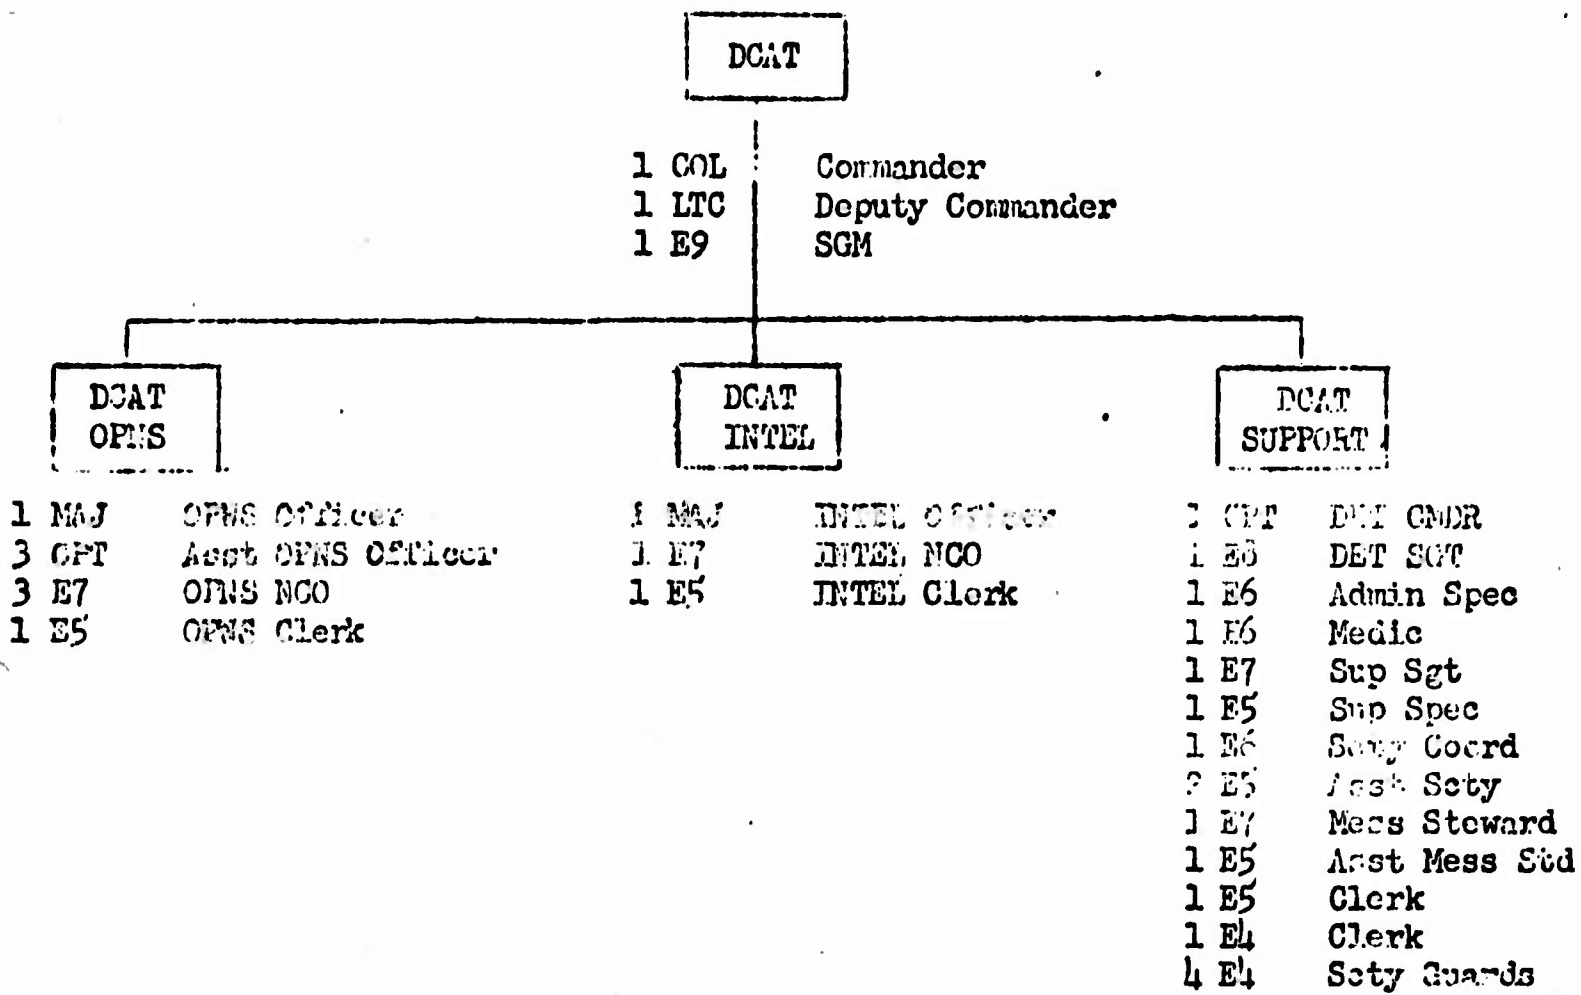 DCAT
1 COL Commander
1 LTC Deputy Commander
1 E9 SGM
DCAT
OPNS
1 MAJ OPNS Officer
3 CPT Asst OPNS Officer
3 E7 OPNS NCO
1 E5 OPNS Clerk
DCAT
INTEL
1 MAJ INTEL Officer
1 E7 INTEL NCO
1 E5 INTEL Clerk
DCAT
SUPPORT
CPT DET CMDR
1 E8 DET SGT
1 E6 Admin Spec
1 E6 Medic
1 E7 Sup Sgt
1 E5 Sup Spec
1 E6 Scty Coord
E5 Asst Scty
1 E7 Mess Steward
1 E5 Asst Mess Std
1 E5 Clerk
1 E4 Clerk
4 E4 Scty Guards